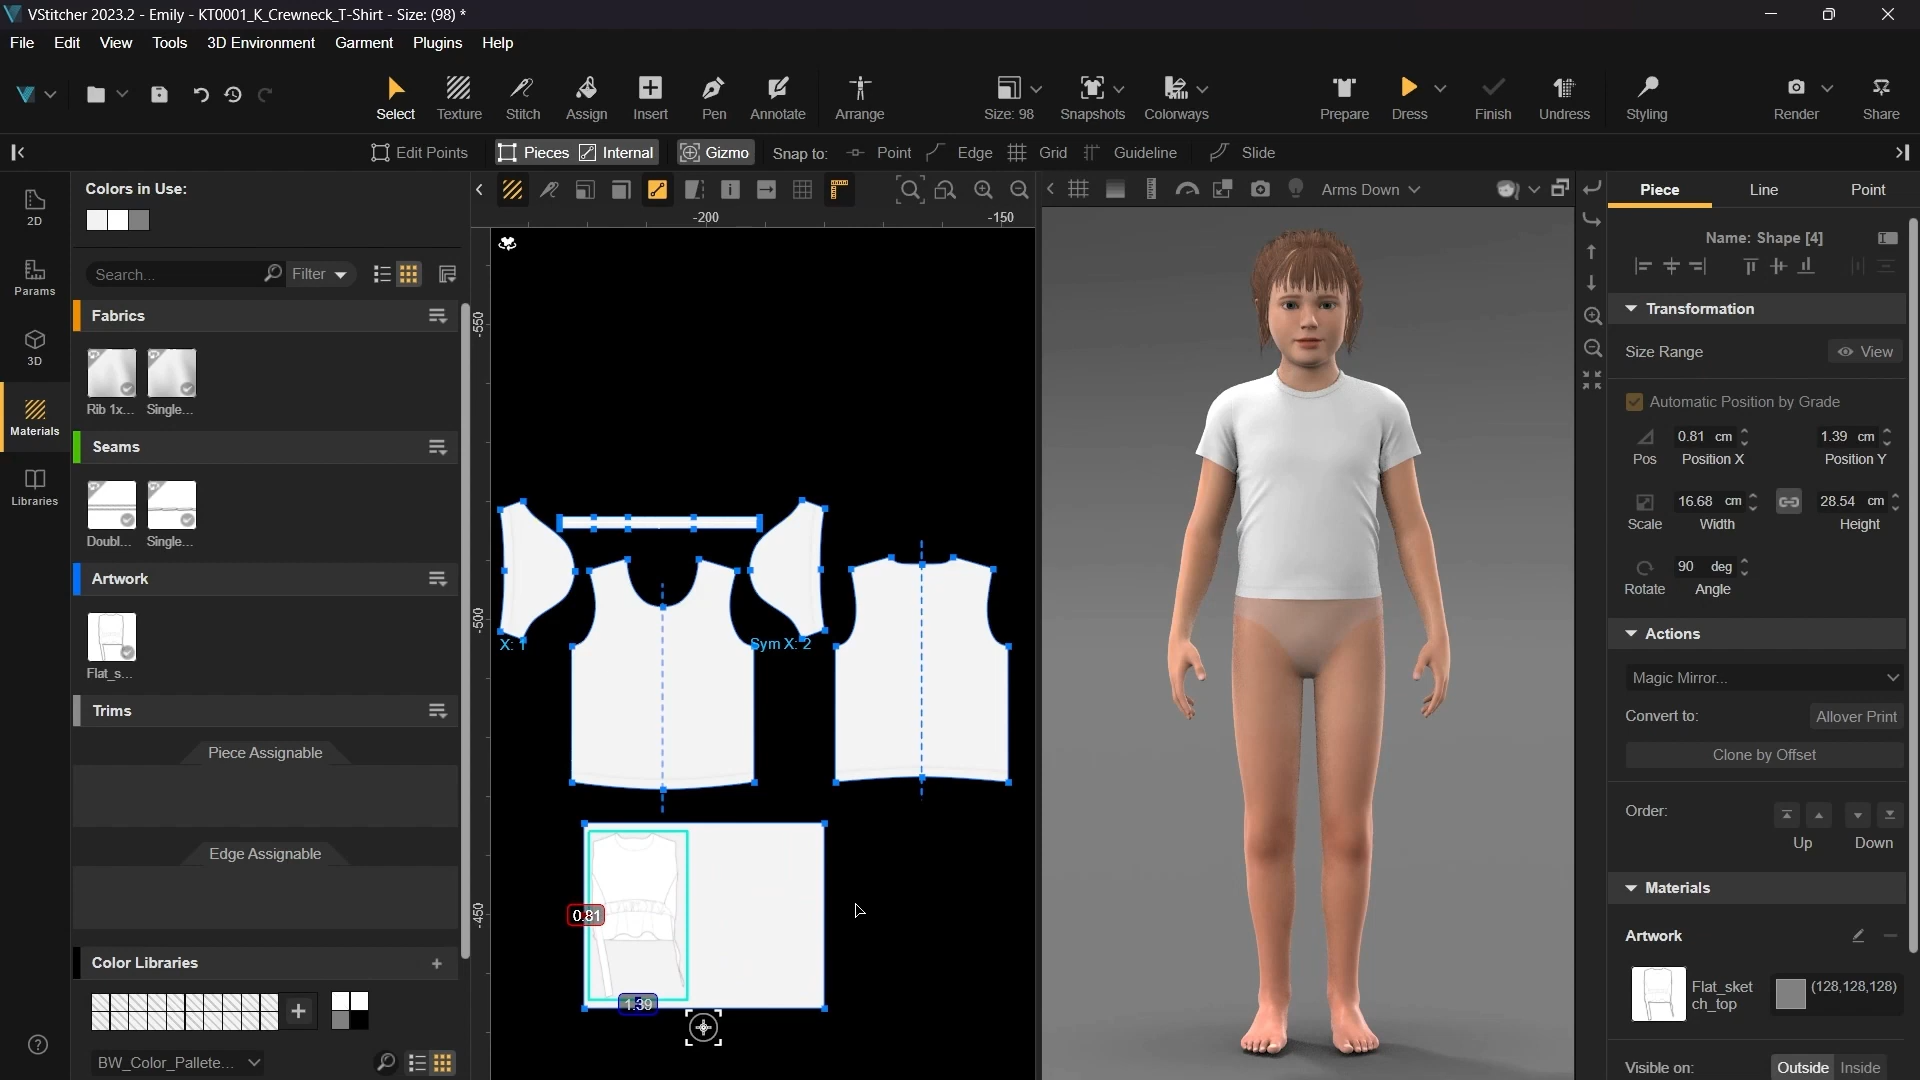 VStitcher 2023.2 - Emily - KT0001_K_Crewneck_T-Shirt - Size: (98) *
File Edit View Tools 3D Environment Garment Plugins Help
Select Texture Stitch Assign Insert Pen Annotate Arrange Size: 98 Snapshots Colorways Prepare Dress Finish Undress Styling Render Share
Edit Points Pieces Internal Gizmo Snap to: Point Edge Grid Guideline Slide
2D
Params
3D
Materials
Libraries
Colors in Use:
Search... Filter
Fabrics
Rib 1x... Single...
Seams
Doubl... Single...
Artwork
Flat_s...
Trims
Piece Assignable
Edge Assignable
Color Libraries
BW_Color_Pallete...
-200 -150
-550
-500
-450
X: 1
Sym X: 2
0.81
1.39
Arms Down
Piece Line Point
Name: Shape [4]
Transformation
Size Range View
Automatic Position by Grade
0.81 cm 1.39 cm
Pos Position X Position Y
16.68 cm 28.54 cm
Scale Width Height
90 deg
Rotate Angle
Actions
Magic Mirror...
Convert to: Allover Print
Clone by Offset
Order:
Up Down
Materials
Artwork
Flat_sket
ch_top
(128,128,128)
Visible on: Outside Inside